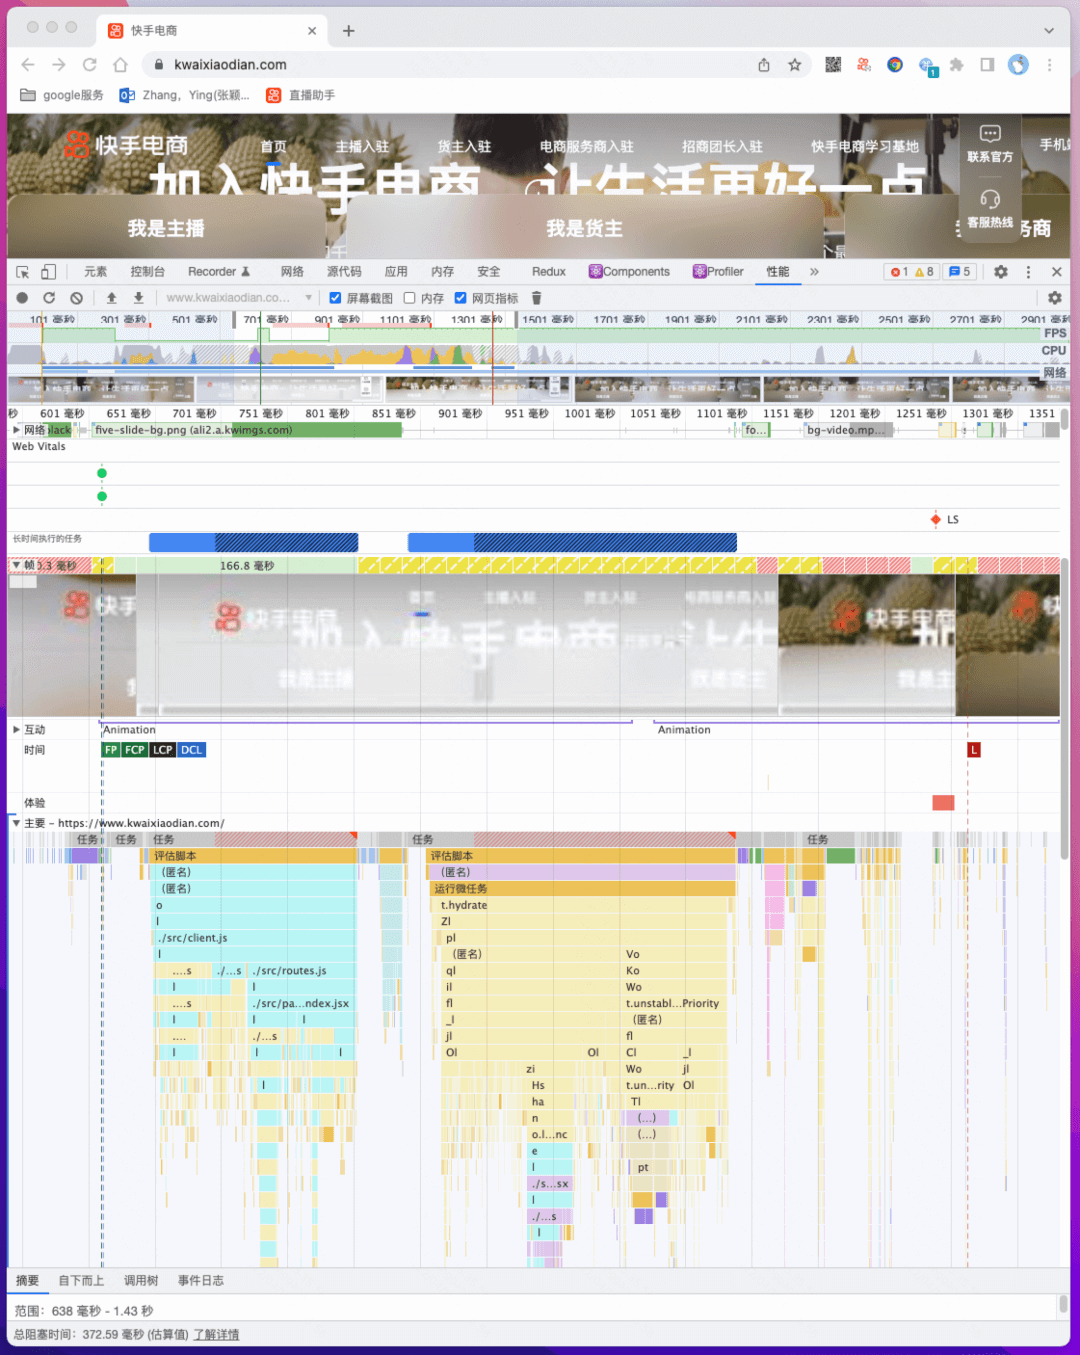 快手电商
kwaixiaodian.com
1
google服务
Zhang，Ying(张颖...
直播助手
快手电商
首页
主播入驻
货主入驻
电商服务商入驻
招商团长入驻
快手电商学习基地
联系官方
手机
加入快手电商 让生活更好一点
我是主播
我是货主
客服热线
务商
元素
控制台
Recorder
网络
源代码
应用
内存
安全
Redux
Components
Profiler
性能
1
8
5
www.kwaixiaodian.co...
屏幕截图
内存
网页指标
101 毫秒
301 毫秒
501 毫秒
701 毫秒
901 毫秒
1101 毫秒
1301 毫秒
1501 毫秒
1701 毫秒
1901 毫秒
2101 毫秒
2301 毫秒
2501 毫秒
2701 毫秒
2901 毫
FPS
CPU
网络
秒
601 毫秒
651 毫秒
701 毫秒
751 毫秒
801 毫秒
851 毫秒
901 毫秒
951 毫秒
1001 毫秒
1051 毫秒
1101 毫秒
1151 毫秒
1201 毫秒
1251 毫秒
1301 毫秒
1351
网络
black
five-slide-bg.png (ali2.a.kwimgs.com)
fo...
bg-video.mp...
Web Vitals
LS
长时间执行的任务
帧
0.3 毫秒
166.8 毫秒
互动
Animation
Animation
时间
FP
FCP
LCP
DCL
L
体验
主要 – https://www.kwaixiaodian.com/
任务
任务
任务
任务
任务
评估脚本
评估脚本
（匿名）
（匿名）
（匿名）
运行微任务
o
t.hydrate
l
Zl
./src/client.js
pl
l
（匿名）
Vo
....s
./...s
./src/routes.js
ql
Ko
l
l
il
Wo
....s
./src/pa...ndex.jsx
fl
t.unstabl...Priority
l
l
l
_l
（匿名）
....
./...s
jl
fl
l
l
l
Ol
Ol
Cl
_l
zi
Wo
jl
l
Hs
t.un...rity
Ol
ha
Tl
n
(...)
o.l...nc
(...)
e
l
pt
./s...sx
l
./...s
l
摘要
自下而上
调用树
事件日志
范围：638 毫秒 - 1.43 秒
总阻塞时间：372.59 毫秒 (估算值) 了解详情